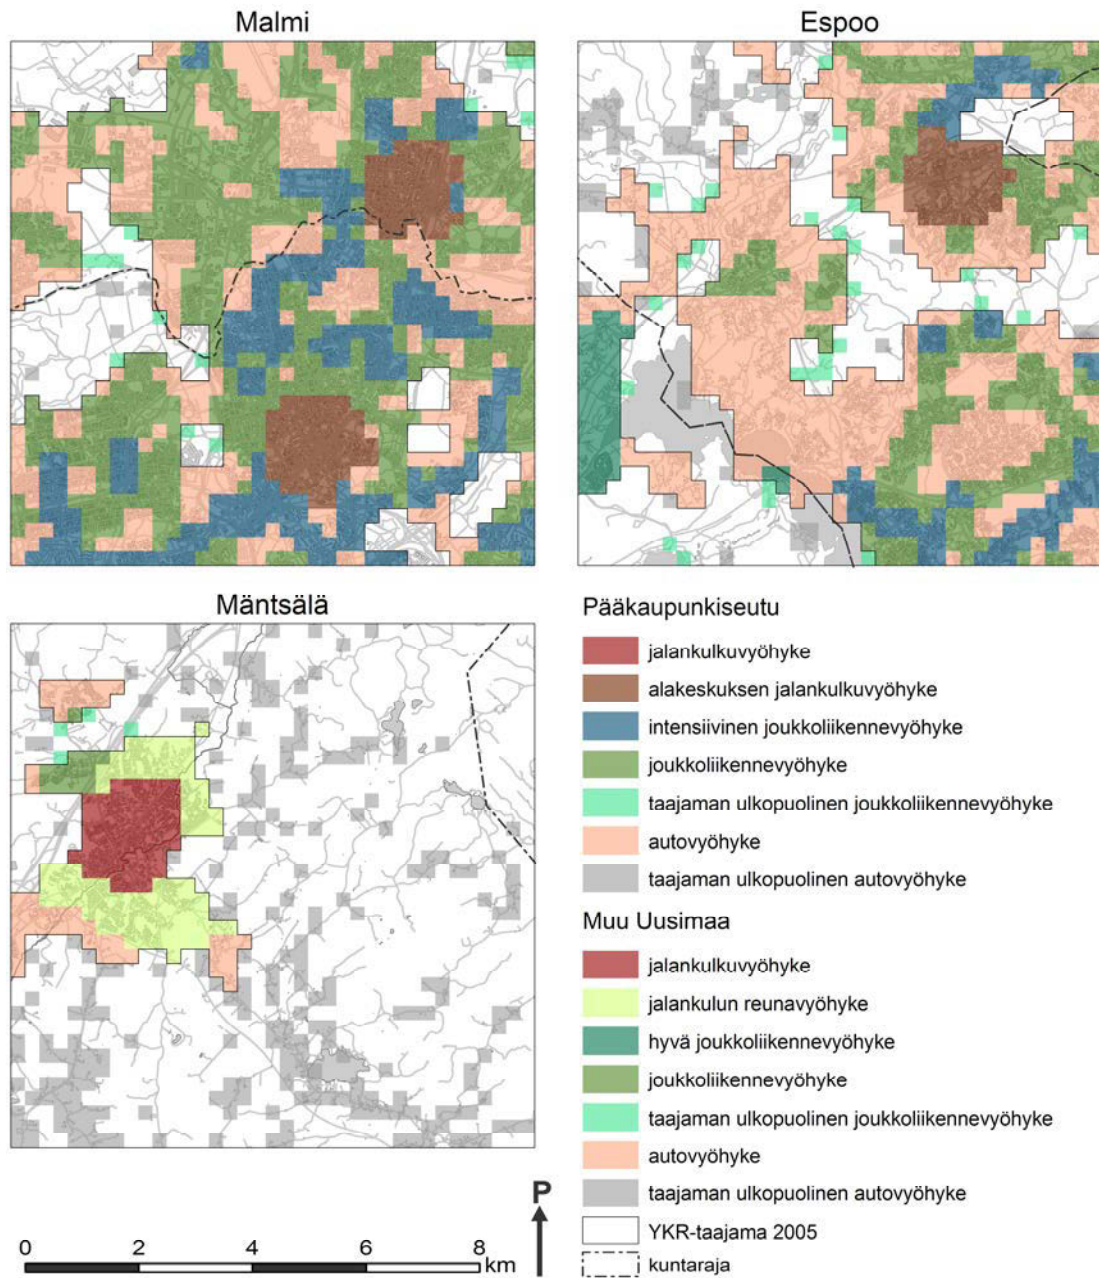 Malmi
Espoo
Mäntsälä
Pääkaupunkiseutu
jalankulkuvyöhyke
alakeskuksen jalankulkuvyöhyke
intensiivinen joukkoliikennevyöhyke
joukkoliikennevyöhyke
taajaman ulkopuolinen joukkoliikennevyöhyke
autovyöhyke
taajaman ulkopuolinen autovyöhyke
Muu Uusimaa
jalankulkuvyöhyke
jalankulun reunavyöhyke
hyvä joukkoliikennevyöhyke
joukkoliikennevyöhyke
taajaman ulkopuolinen joukkoliikennevyöhyke
autovyöhyke
taajaman ulkopuolinen autovyöhyke
YKR-taajama 2005
kuntaraja
P
0 2 4 6 8
km